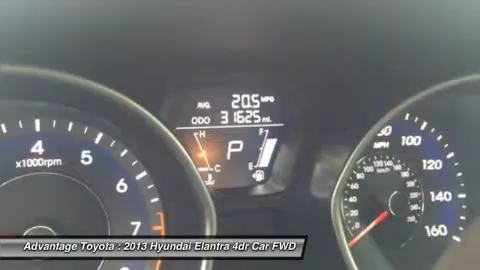 AVG. 20.5 MPG
ODO 31625 mi.
H F
P
C E
4
x1000rpm
5
6
7
80
MPH
100
120
140
160
Advantage Toyota : 2013 Hyundai Elantra 4dr Car FWD